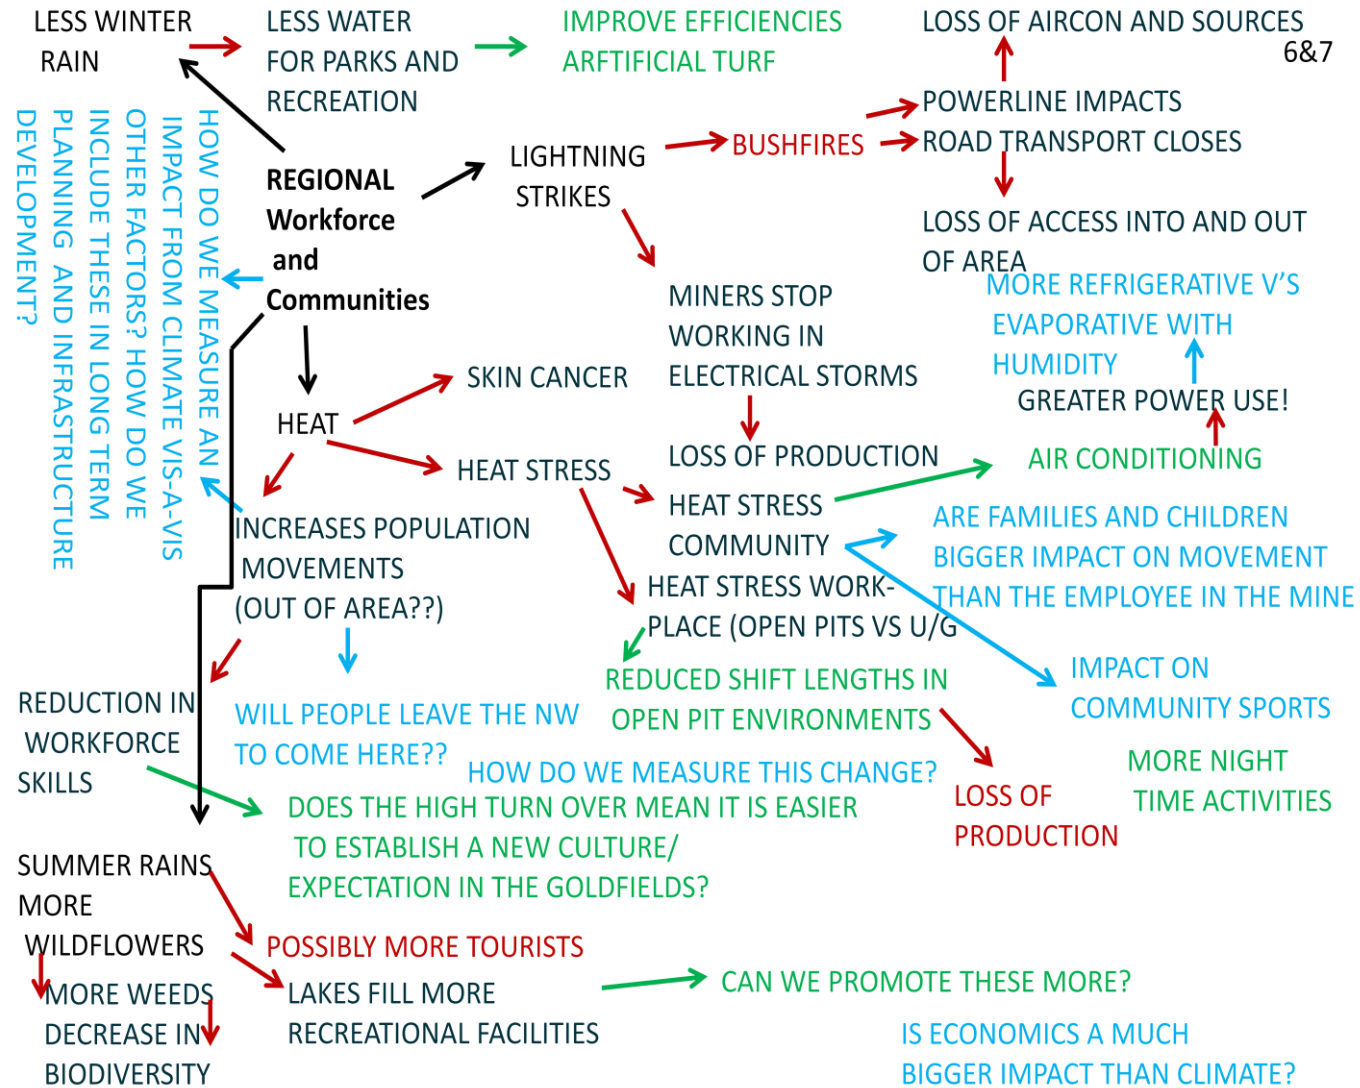 LESS WINTER
RAIN
LESS WATER
FOR PARKS AND
RECREATION
IMPROVE EFFICIENCIES
ARFTIFICIAL TURF
LOSS OF AIRCON AND SOURCES
6&7
POWERLINE IMPACTS
ROAD TRANSPORT CLOSES
BUSHFIRES
LIGHTNING
STRIKES
LOSS OF ACCESS INTO AND OUT
OF AREA
HOW DO WE MEASURE AN
IMPACT FROM CLIMATE VIS-A-VIS
OTHER FACTORS? HOW DO WE
INCLUDE THESE IN LONG TERM
PLANNING AND INFRASTRUCTURE
DEVELOPMENT?
REGIONAL
Workforce
and
Communities
MINERS STOP
WORKING IN
ELECTRICAL STORMS
LOSS OF PRODUCTION
MORE REFRIGERATIVE V'S
EVAPORATIVE WITH
HUMIDITY
GREATER POWER USE!
AIR CONDITIONING
SKIN CANCER
HEAT
HEAT STRESS
HEAT STRESS
COMMUNITY
ARE FAMILIES AND CHILDREN
BIGGER IMPACT ON MOVEMENT
THAN THE EMPLOYEE IN THE MINE
INCREASES POPULATION
MOVEMENTS
(OUT OF AREA??)
HEAT STRESS WORK-
PLACE (OPEN PITS VS U/G
REDUCED SHIFT LENGTHS IN
OPEN PIT ENVIRONMENTS
IMPACT ON
COMMUNITY SPORTS
REDUCTION IN
WORKFORCE
SKILLS
WILL PEOPLE LEAVE THE NW
TO COME HERE??
HOW DO WE MEASURE THIS CHANGE?
MORE NIGHT
TIME ACTIVITIES
LOSS OF
PRODUCTION
DOES THE HIGH TURN OVER MEAN IT IS EASIER
TO ESTABLISH A NEW CULTURE/
EXPECTATION IN THE GOLDFIELDS?
SUMMER RAINS
MORE
WILDFLOWERS
POSSIBLY MORE TOURISTS
MORE WEEDS
DECREASE IN
BIODIVERSITY
LAKES FILL MORE
RECREATIONAL FACILITIES
CAN WE PROMOTE THESE MORE?
IS ECONOMICS A MUCH
BIGGER IMPACT THAN CLIMATE?